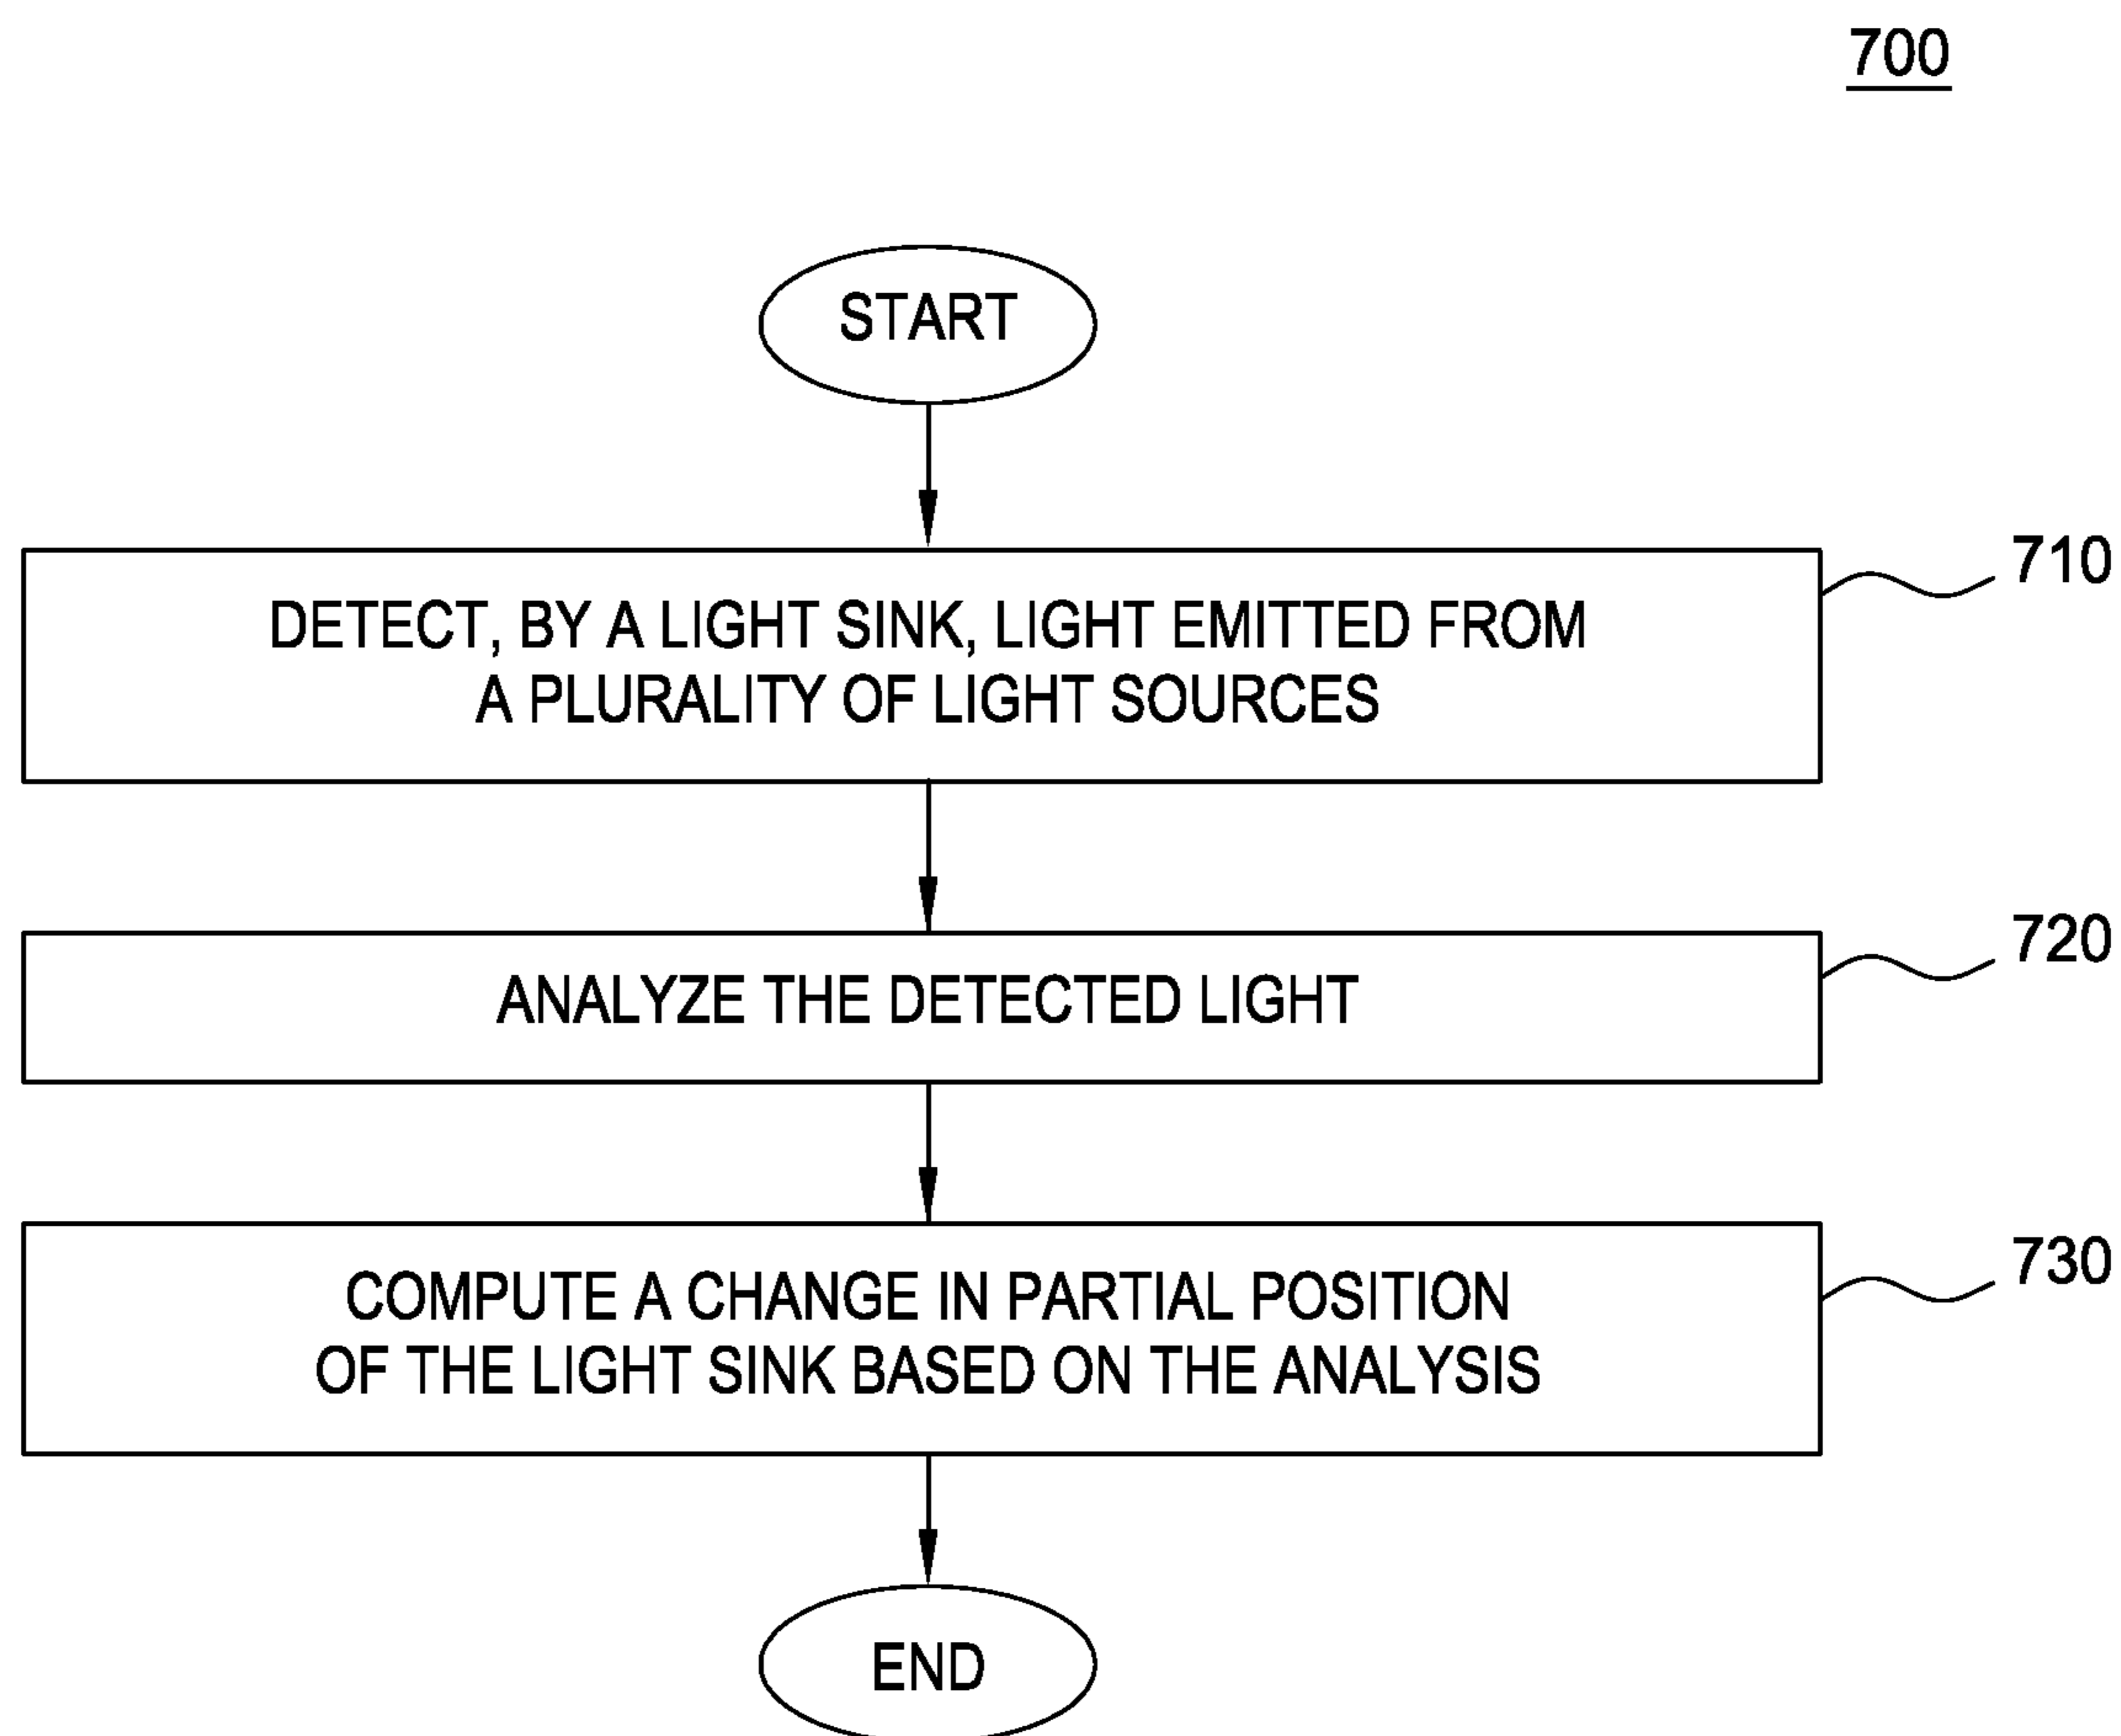 700
START
710
DETECT, BY A LIGHT SINK, LIGHT EMITTED FROM
A PLURALITY OF LIGHT SOURCES
720
ANALYZE THE DETECTED LIGHT
730
COMPUTE A CHANGE IN PARTIAL POSITION
OF THE LIGHT SINK BASED ON THE ANALYSIS
END